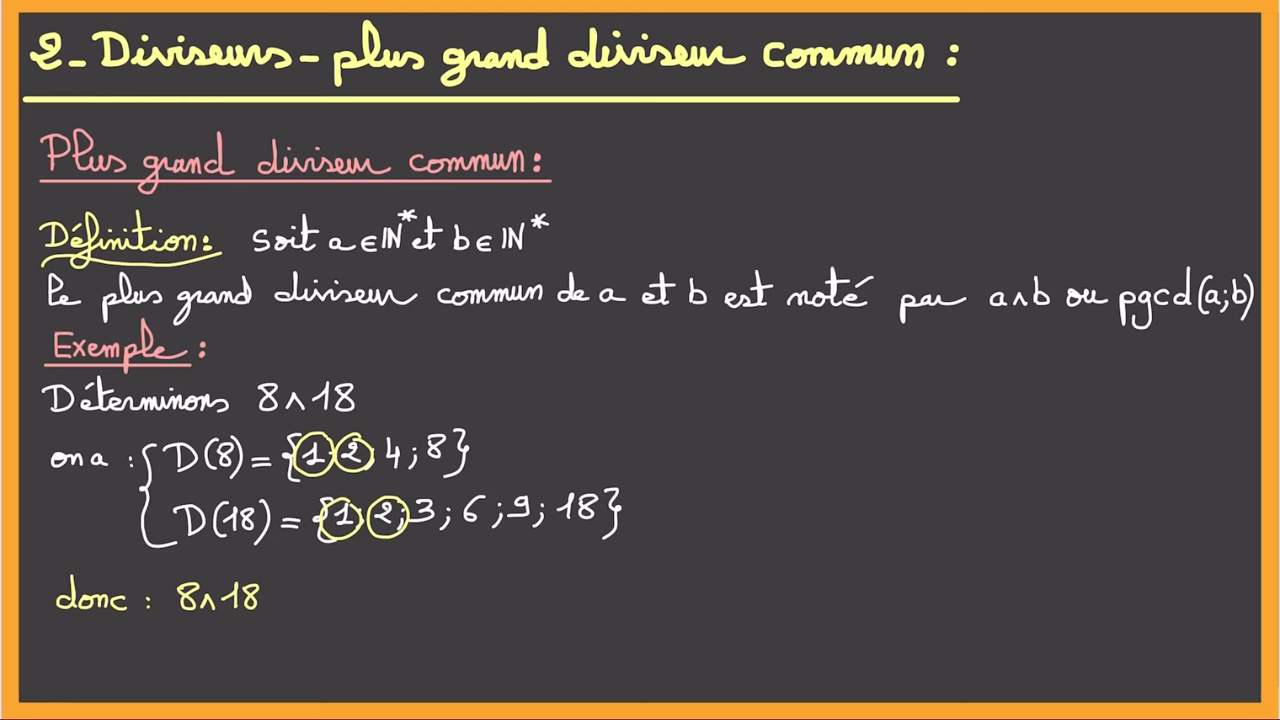 2_Diviseurs_plus grand diviseur commun :
Plus grand diviseur commun :
Définition : Soit a ∈ ℕ* et b ∈ ℕ*
Le plus grand diviseur commun de a et b est noté par a∧b ou pgcd(a;b)
Exemple :
Déterminons 8∧18
on a : { D(8) = {1; 2; 4; 8}
D(18) = {1; 2; 3; 6; 9; 18}
donc : 8∧18